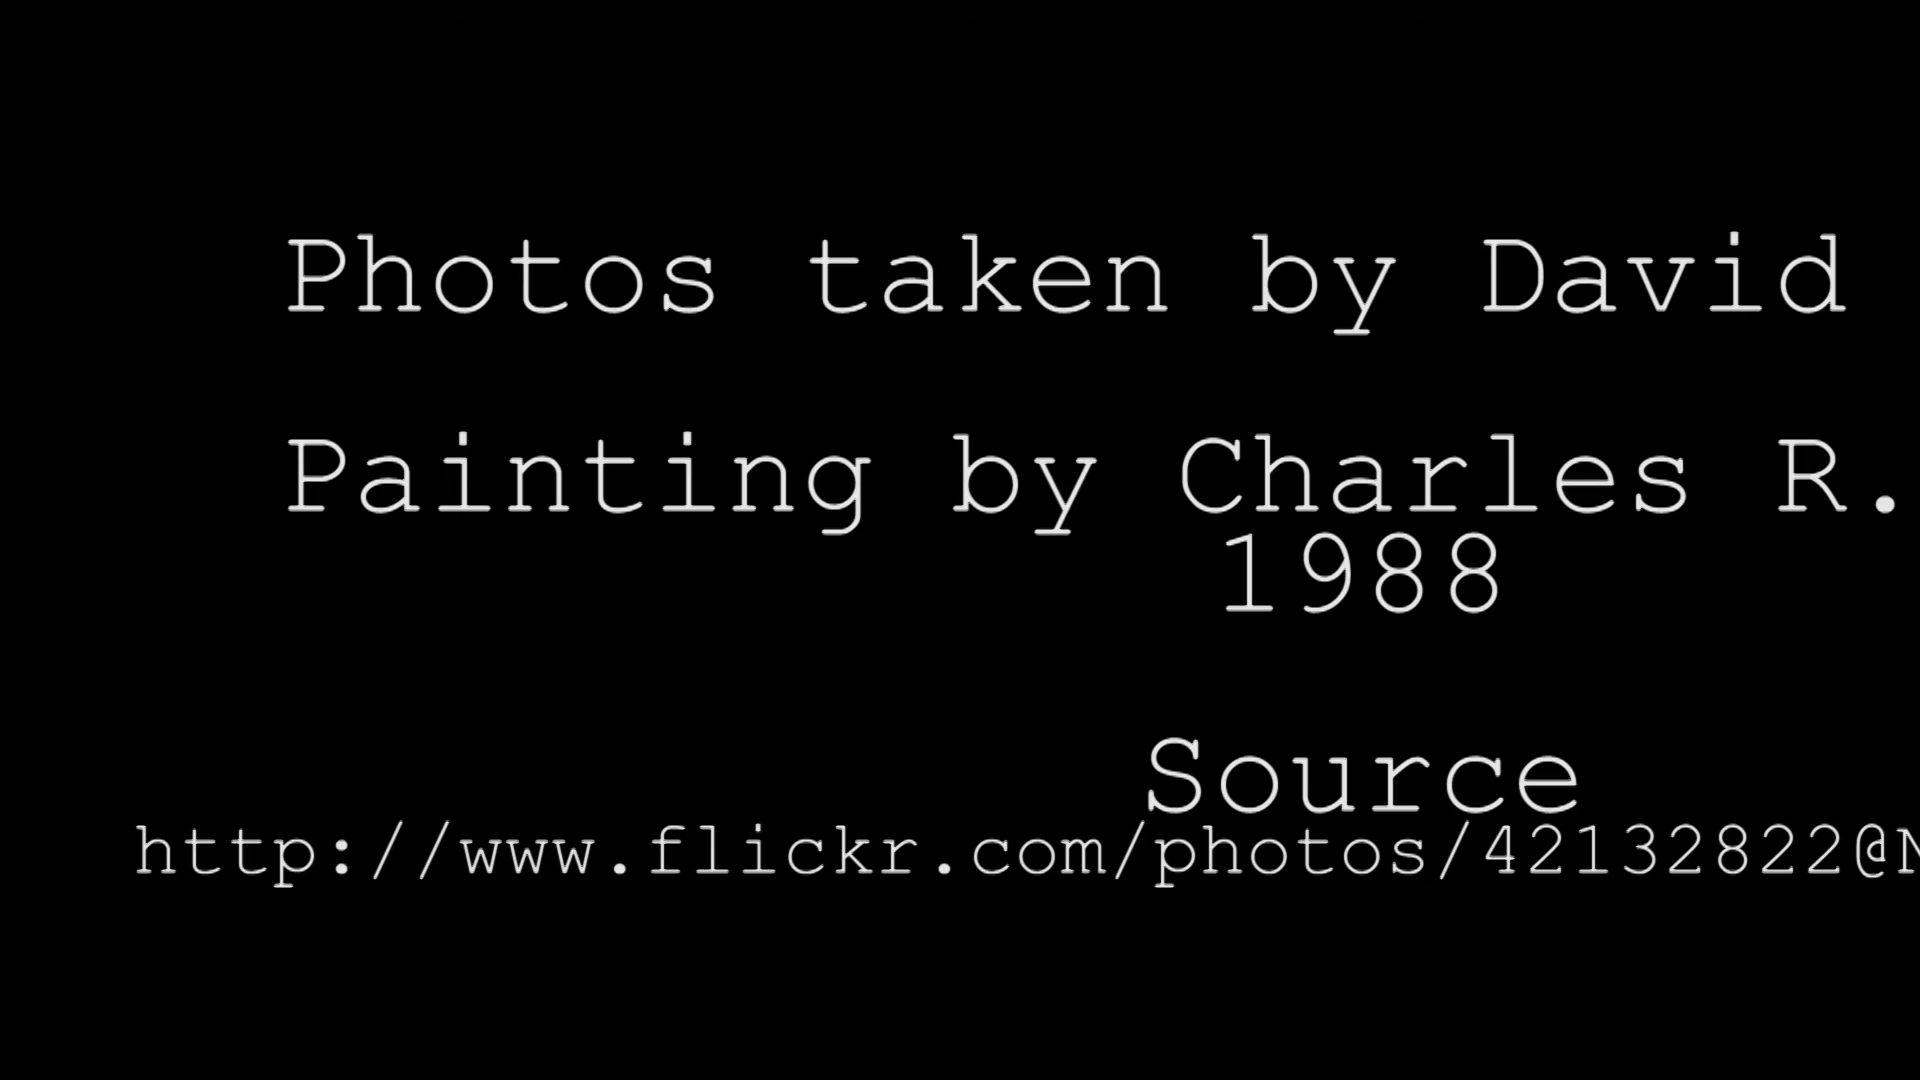 Photos taken by David
Painting by Charles R.
1988
Source
http://www.flickr.com/photos/42132822@N